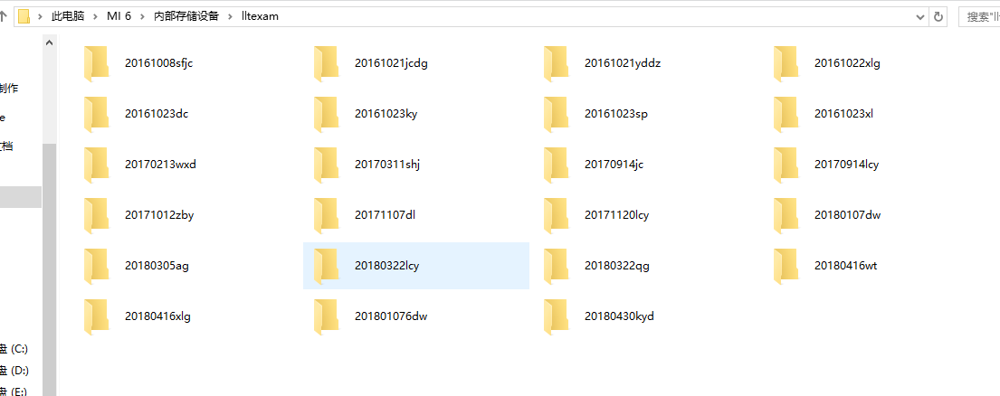 此电脑 > MI 6 > 内部存储设备 > lltexam
搜索"ll
20161008sfjc 20161021jcdg 20161021yddz 20161022xlg
制作
20161023dc 20161023ky 20161023sp 20161023xl
e
文档
20170213wxd 20170311shj 20170914jc 20170914lcy
20171012zby 20171107dl 20171120lcy 20180107dw
20180305ag 20180322lcy 20180322qg 20180416wt
20180416xlg 201801076dw 20180430kyd
盘 (C:)
盘 (D:)
盘 (E:)